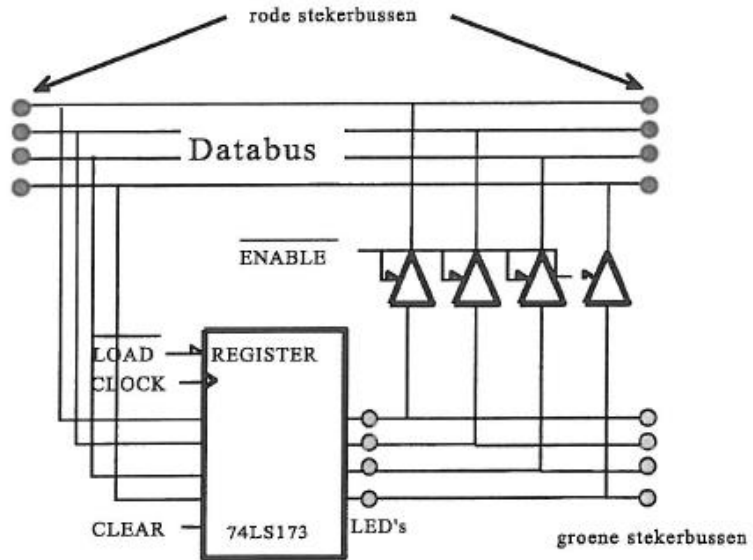 rode stekerbussen
Databus
ENABLE
LOAD
REGISTER
CLOCK
CLEAR
74LS173
LED's
groene stekerbussen